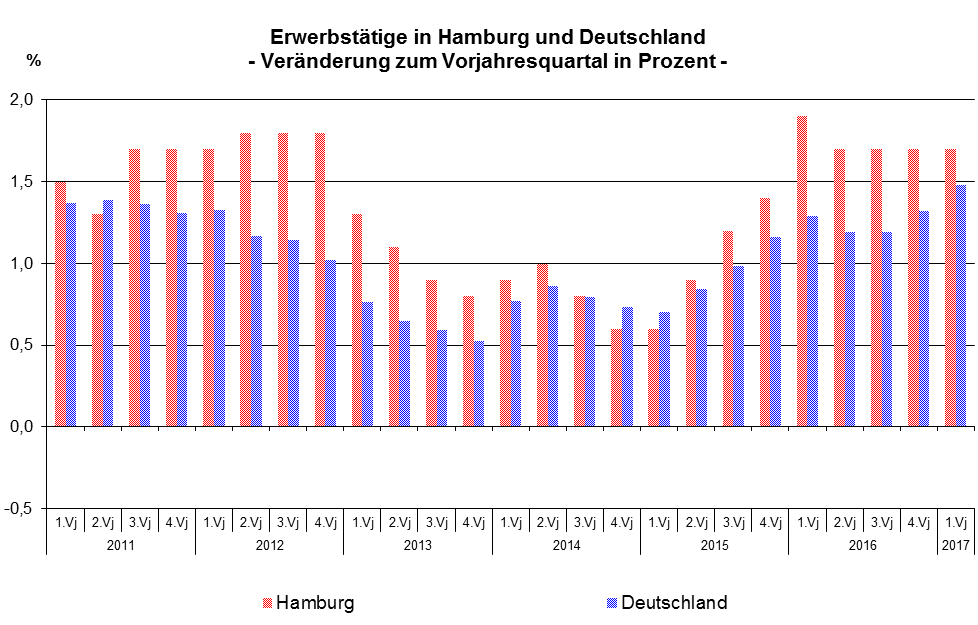 Erwerbstätige in Hamburg und Deutschland
- Veränderung zum Vorjahresquartal in Prozent -
%
2,0
1,5
1,0
0,5
0,0
-0,5
1.Vj 2.Vj 3.Vj 4.Vj 1.Vj 2.Vj 3.Vj 4.Vj 1.Vj 2.Vj 3.Vj 4.Vj 1.Vj 2.Vj 3.Vj 4.Vj 1.Vj 2.Vj 3.Vj 4.Vj 1.Vj 2.Vj 3.Vj 4.Vj 1.Vj
2011 2012 2013 2014 2015 2016 2017
Hamburg Deutschland